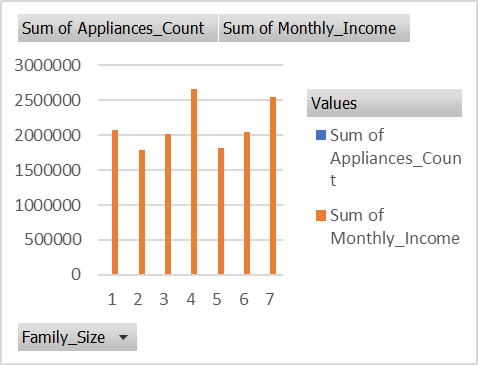 Sum of Appliances_Count Sum of Monthly_Income
3000000
2500000
2000000
1500000
1000000
500000
0
1 2 3 4 5 6 7
Values
Sum of
Appliances_Coun
t
Sum of
Monthly_Income
Family_Size